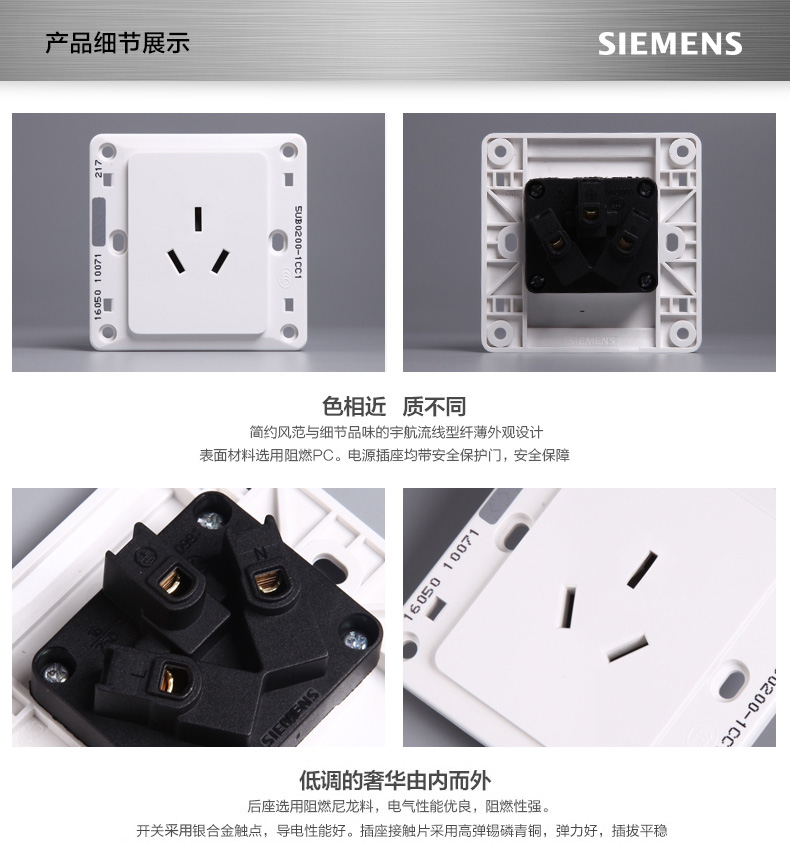 产品细节展示
SIEMENS
217
5UB0200-1CC1
16050 10071
SIEMENS
色相近 质不同
简约风范与细节品味的宇航流线型纤薄外观设计
表面材料选用阻燃PC。电源插座均带安全保护门，安全保障
N
L
SIEMENS
16050 10071
0200-1CC
低调的奢华由内而外
后座选用阻燃尼龙料，电气性能优良，阻燃性强。
开关采用银合金触点，导电性能好。插座接触片采用高弹锡磷青铜，弹力好，插拔平稳